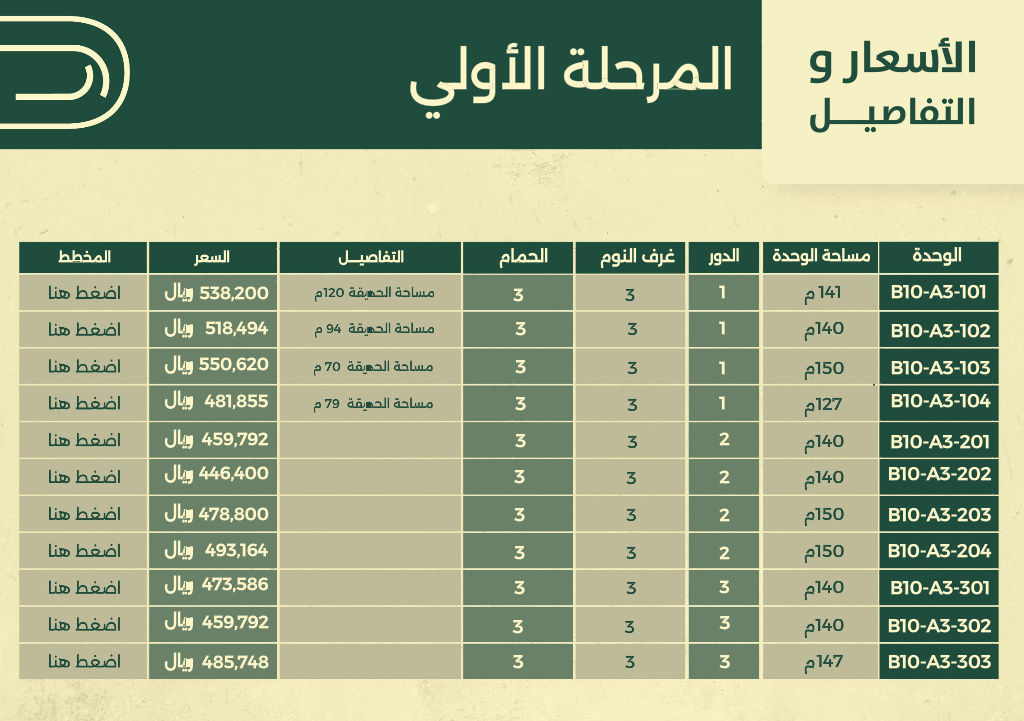 الأسعار و
التفاصيـــل
المرحلة الأولي
الوحدة مساحة الوحدة الدور غرف النوم الحمام التفاصيــل السعر المخطط
B10-A3-101 141م 1 3 3 مساحة الحديقة 120م 538,200 ريال اضغط هنا
B10-A3-102 140م 1 3 3 مساحة الحديقة 94 م 518,494 ريال اضغط هنا
B10-A3-103 150م 1 3 3 مساحة الحديقة 70 م 550,620 ريال اضغط هنا
B10-A3-104 127م 1 3 3 مساحة الحديقة 79 م 481,855 ريال اضغط هنا
B10-A3-201 140م 2 3 3 459,792 ريال اضغط هنا
B10-A3-202 140م 2 3 3 446,400 ريال اضغط هنا
B10-A3-203 150م 2 3 3 478,800 ريال اضغط هنا
B10-A3-204 150م 2 3 3 493,164 ريال اضغط هنا
B10-A3-301 140م 3 3 3 473,586 ريال اضغط هنا
B10-A3-302 140م 3 3 3 459,792 ريال اضغط هنا
B10-A3-303 147م 3 3 3 485,748 ريال اضغط هنا